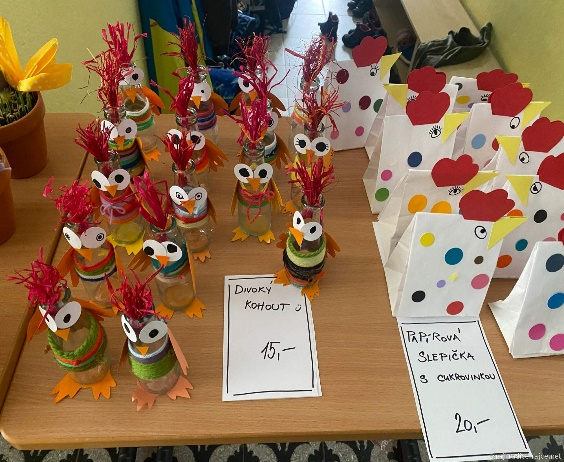 DIVOKÝ
KOHOUT :)
15,-
PAPÍROVÁ
SLEPIČKA
S CUKROVINKOU
20,-